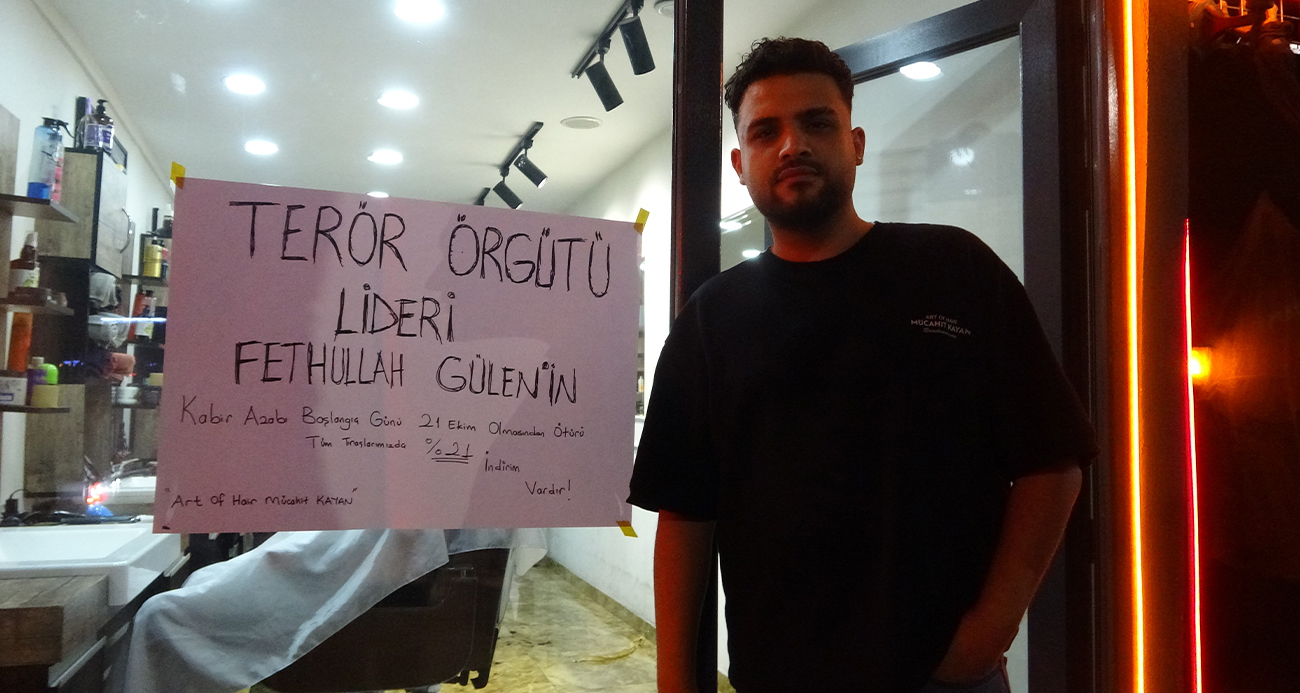 TERÖR ÖRGÜTÜ
LİDERİ
FETHULLAH GÜLEN'İN
Kabir Azabı Başlangıç Günü 21 Ekim Olmasından Ötürü
Tüm Traşlarımızda %21 İndirim
Vardır!
"Art Of Hair Mücahit KAYAN"
ART OF HAIR
MÜCAHİT KAYAN